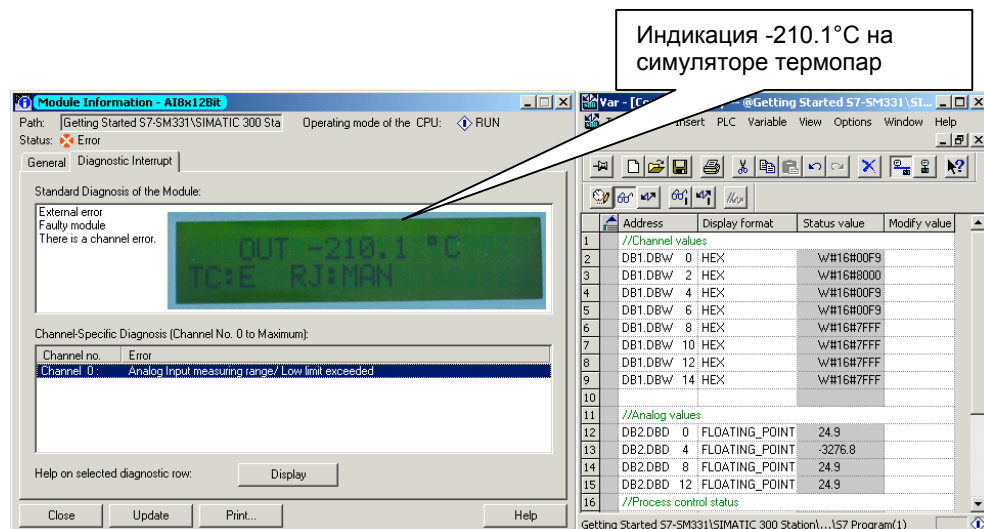 Индикация -210.1°C на
симуляторе термопар
Module Information - AI8x12Bit
Path: Getting Started S7-SM331\SIMATIC 300 Sta Operating mode of the CPU: RUN
Status: Error
General Diagnostic Interrupt
Standard Diagnosis of the Module:
External error
Faulty module
There is a channel error.
OUT -210.1 °C
TC:E RJ:MAN
Channel-Specific Diagnosis (Channel No. 0 to Maximum):
Channel no. Error
Channel 0 : Analog Input measuring range/ Low limit exceeded
Help on selected diagnostic row: Display
Close Update Print... Help
Var - @Getting Started S7-SM331\SI...
PLC Variable View Options Window Help
Address Display format Status value Modify value
1 //Channel values
2 DB1.DBW 0 HEX W#16#00F9
3 DB1.DBW 2 HEX W#16#8000
4 DB1.DBW 4 HEX W#16#00F9
5 DB1.DBW 6 HEX W#16#00F9
6 DB1.DBW 8 HEX W#16#7FFF
7 DB1.DBW 10 HEX W#16#7FFF
8 DB1.DBW 12 HEX W#16#7FFF
9 DB1.DBW 14 HEX W#16#7FFF
10
11 //Analog values
12 DB2.DBD 0 FLOATING_POINT 24.9
13 DB2.DBD 4 FLOATING_POINT -3276.8
14 DB2.DBD 8 FLOATING_POINT 24.9
15 DB2.DBD 12 FLOATING_POINT 24.9
16 //Process control status
Getting Started S7-SM331\SIMATIC 300 Station\...\S7 Program(1)